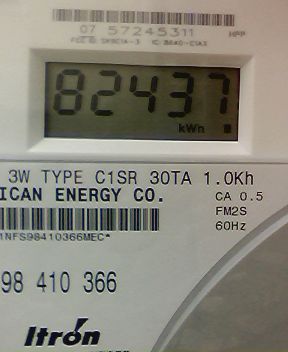 07 57245311
82437
kWh
3W TYPE C1SR 30TA 1.0Kh
ICAN ENERGY CO.
CA 0.5
FM2S
60Hz
1NFS98410366MEC*
98 410 366
Itron